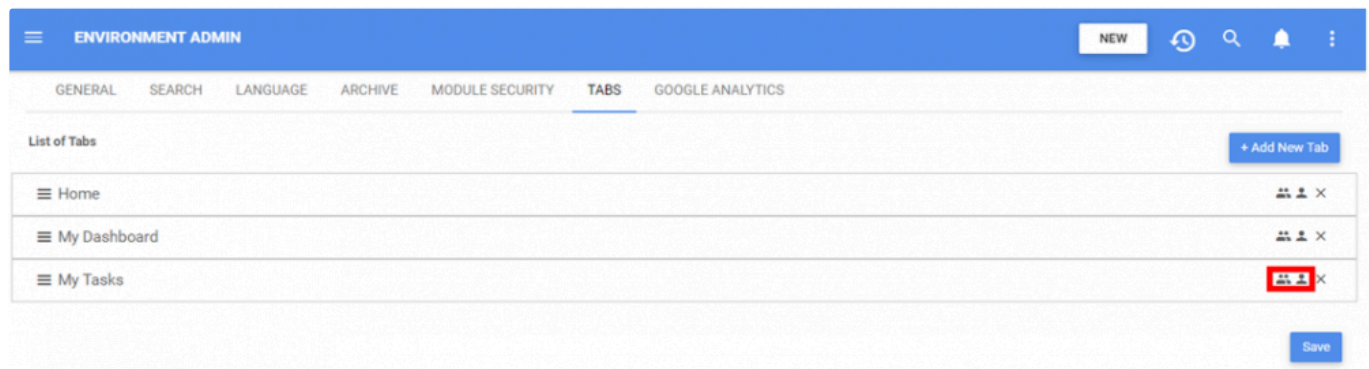 ENVIRONMENT ADMIN NEW
GENERAL SEARCH LANGUAGE ARCHIVE MODULE SECURITY TABS GOOGLE ANALYTICS
List of Tabs + Add New Tab
Home
My Dashboard
My Tasks
Save